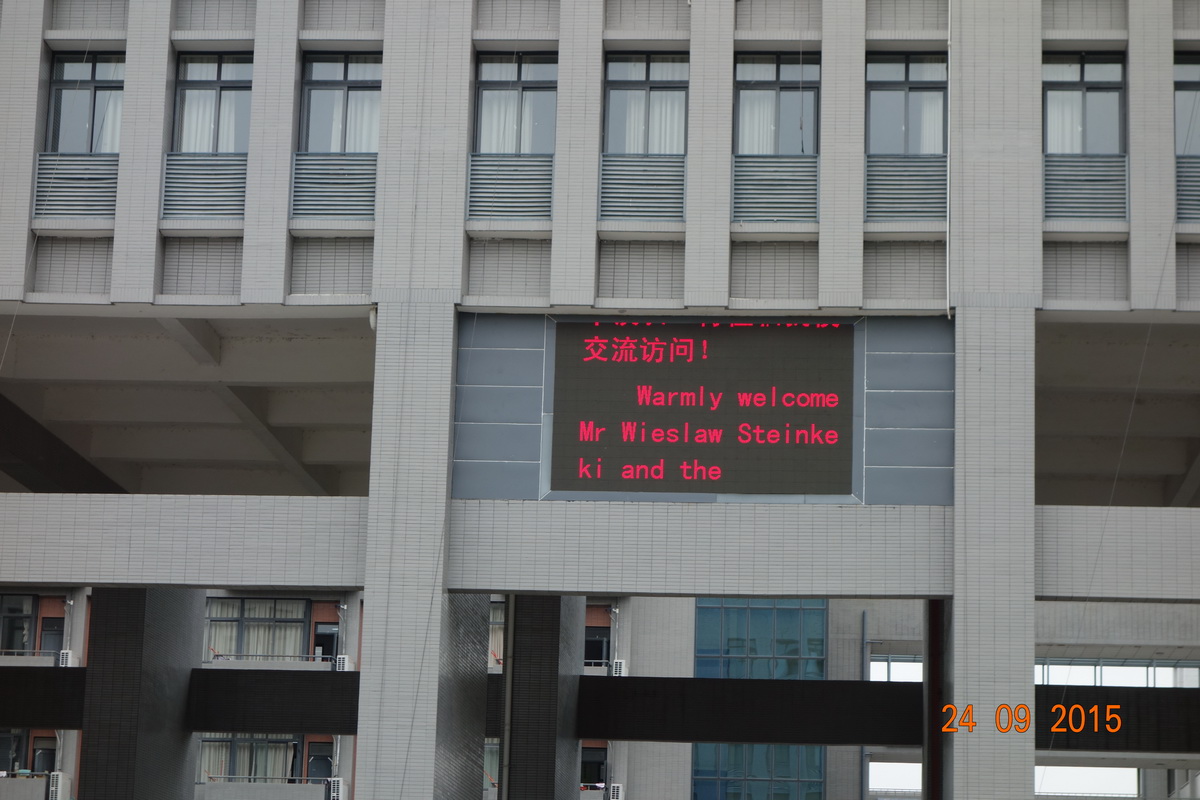 交流访问！
Warmly welcome
Mr Wieslaw Steinke
ki and the
24 09 2015